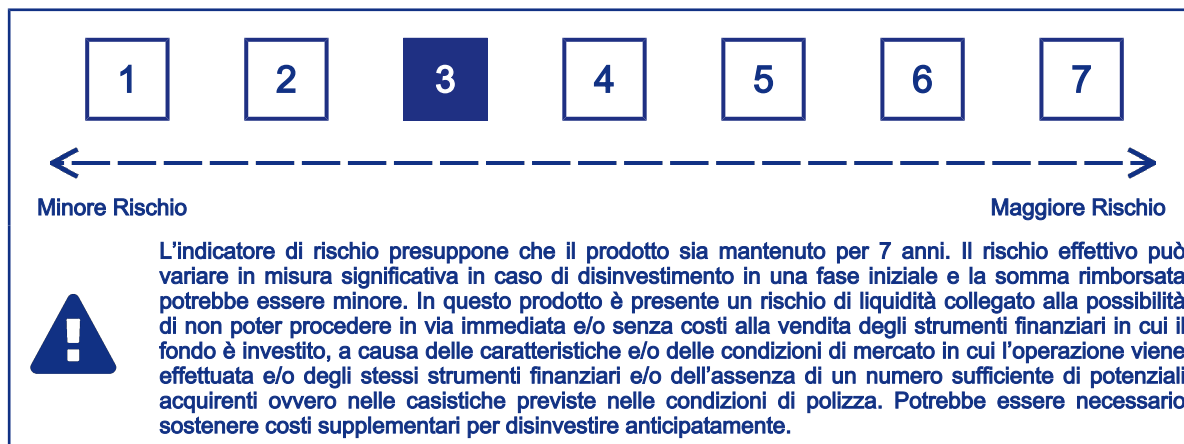 1 2 3 4 5 6 7
Minore Rischio Maggiore Rischio
L'indicatore di rischio presuppone che il prodotto sia mantenuto per 7 anni. Il rischio effettivo può
variare in misura significativa in caso di disinvestimento in una fase iniziale e la somma rimborsata
potrebbe essere minore. In questo prodotto è presente un rischio di liquidità collegato alla possibilità
di non poter procedere in via immediata e/o senza costi alla vendita degli strumenti finanziari in cui il
fondo è investito, a causa delle caratteristiche e/o delle condizioni di mercato in cui l'operazione viene
effettuata e/o degli stessi strumenti finanziari e/o dell'assenza di un numero sufficiente di potenziali
acquirenti ovvero nelle casistiche previste nelle condizioni di polizza. Potrebbe essere necessario
sostenere costi supplementari per disinvestire anticipatamente.